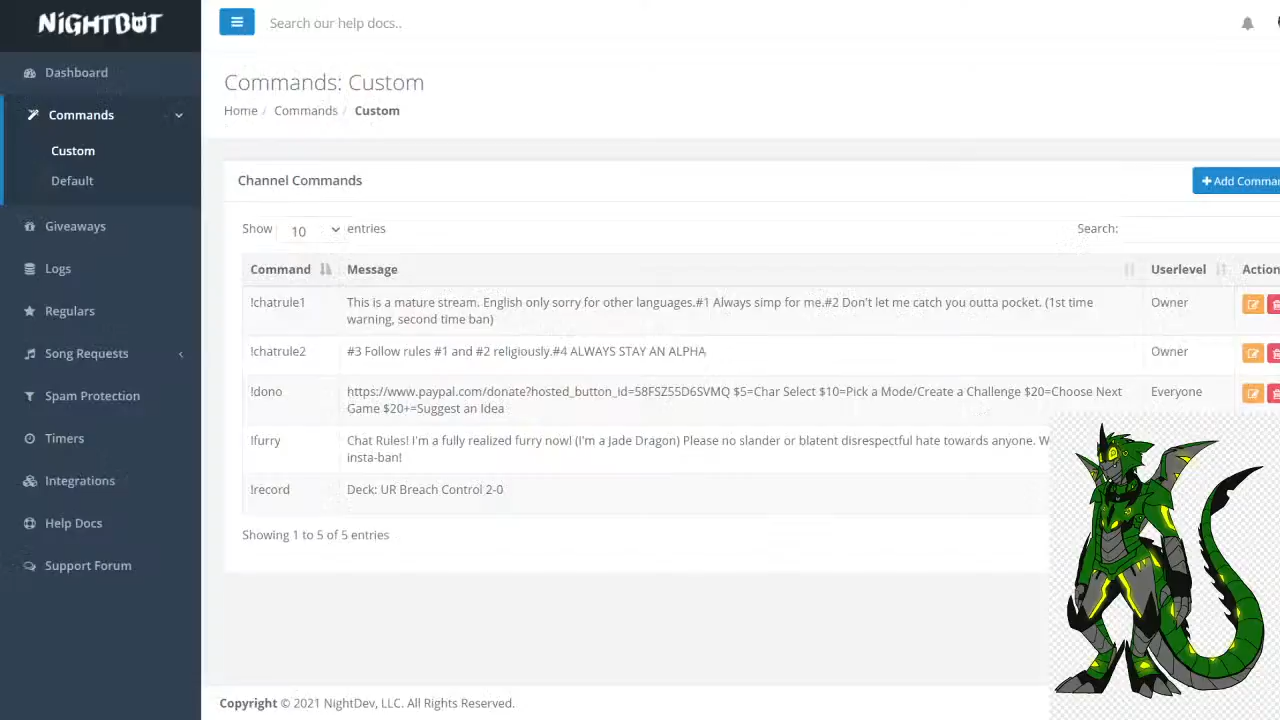 NiGHTBOT
Search our help docs..
Dashboard
Commands
Custom
Default
Giveaways
Logs
Regulars
Song Requests
Spam Protection
Timers
Integrations
Help Docs
Support Forum
Commands: Custom
Home / Commands / Custom
Channel Commands
+ Add Comman
Show 10 entries
Search:
Command Message Userlevel Action
!chatrule1 This is a mature stream. English only sorry for other languages.#1 Always simp for me.#2 Don't let me catch you outta pocket. (1st time Owner
warning, second time ban)
!chatrule2 #3 Follow rules #1 and #2 religiously.#4 ALWAYS STAY AN ALPHA Owner
!dono https://www.paypal.com/donate?hosted_button_id=58FSZ55D6SVMQ $5=Char Select $10=Pick a Mode/Create a Challenge $20=Choose Next Everyone
Game $20+=Suggest an Idea
!furry Chat Rules! I'm a fully realized furry now! (I'm a Jade Dragon) Please no slander or blatent disrespectful hate towards anyone.
insta-ban!
!record Deck: UR Breach Control 2-0
Showing 1 to 5 of 5 entries
Copyright © 2021 NightDev, LLC. All Rights Reserved.